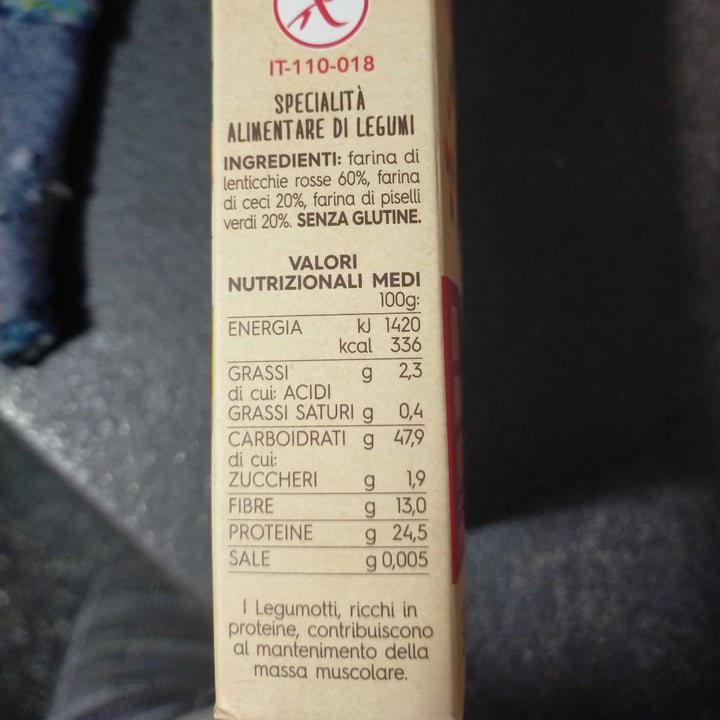 IT-110-018
SPECIALITÀ
ALIMENTARE DI LEGUMI
INGREDIENTI: farina di
lenticchie rosse 60%, farina
di ceci 20%, farina di piselli
verdi 20%. SENZA GLUTINE.
VALORI
NUTRIZIONALI MEDI
100g:
ENERGIA kJ 1420
kcal 336
GRASSI g 2,3
di cui: ACIDI
GRASSI SATURI g 0,4
CARBOIDRATI g 47,9
di cui:
ZUCCHERI g 1,9
FIBRE g 13,0
PROTEINE g 24,5
SALE g 0,005
I Legumotti, ricchi in
proteine, contribuiscono
al mantenimento della
massa muscolare.